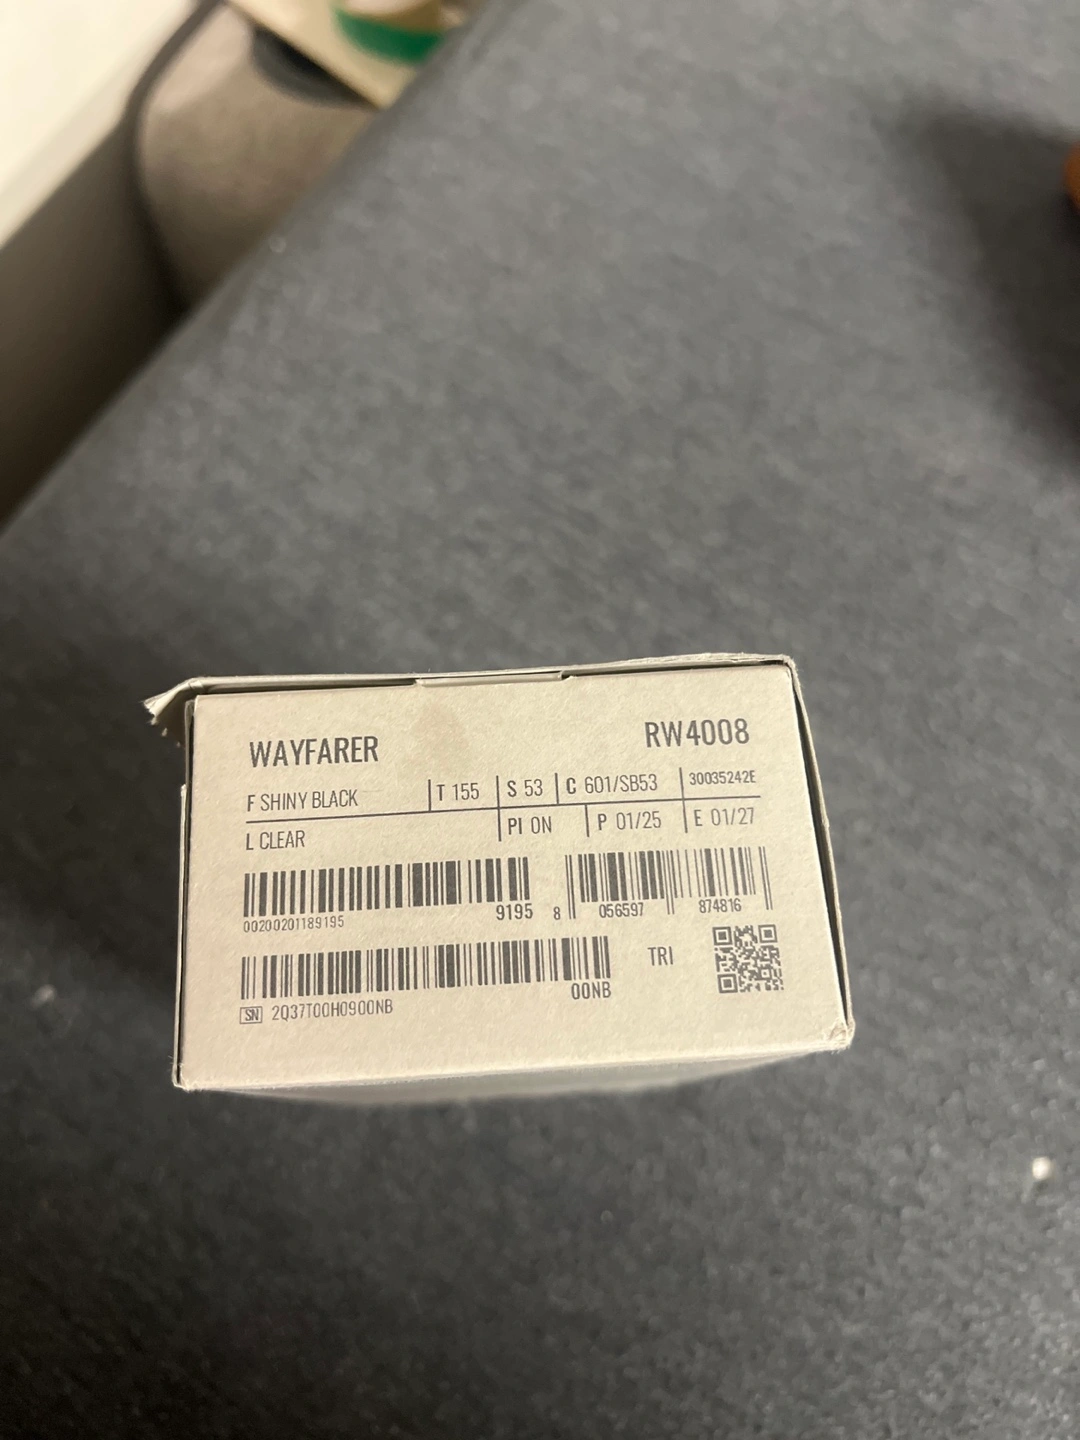 WAYFARER RW4008
F SHINY BLACK T 155 S 53 C 601/SB53 30035242E
L CLEAR PI ON P 01/25 E 01/27
00200201189195 9195 8 056597 874816
TRI
00NB
SN 2Q37T00H0900NB